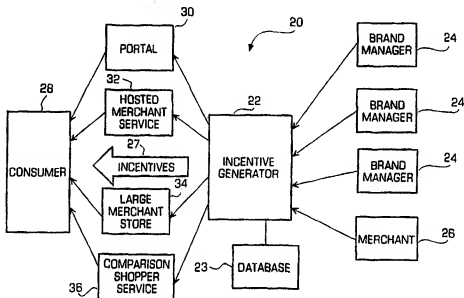 30
20
PORTAL
BRAND
MANAGER
24
32
28
22
HOSTED
MERCHANT
SERVICE
BRAND
MANAGER
24
27
CONSUMER
INCENTIVES
INCENTIVE
GENERATOR
34
BRAND
MANAGER
24
LARGE
MERCHANT
STORE
MERCHANT
26
COMPARISON
SHOPPER
SERVICE
36
23
DATABASE